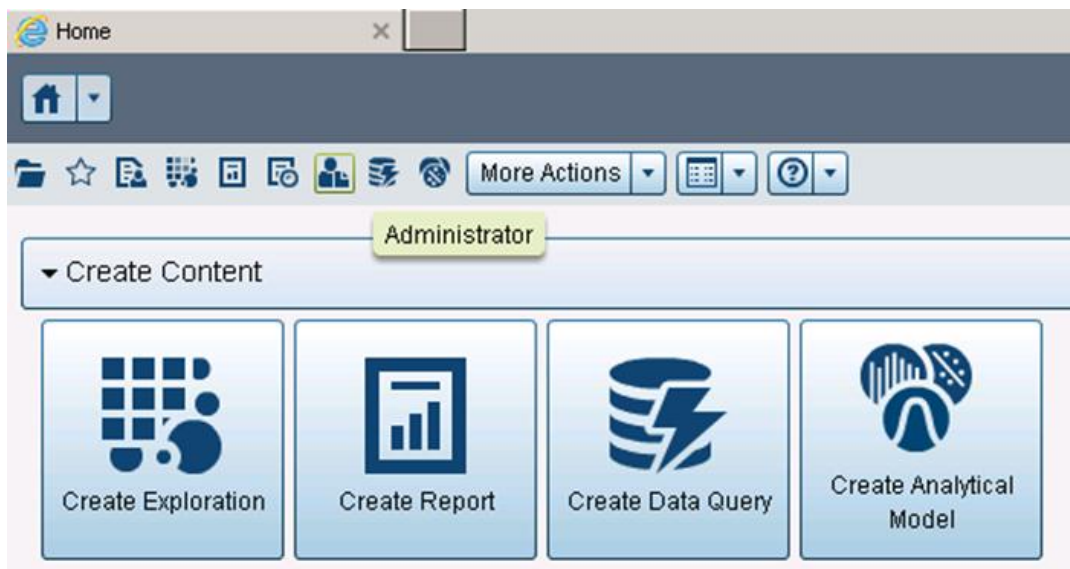 Home
More Actions
Administrator
Create Content
Create Exploration
Create Report
Create Data Query
Create Analytical
Model